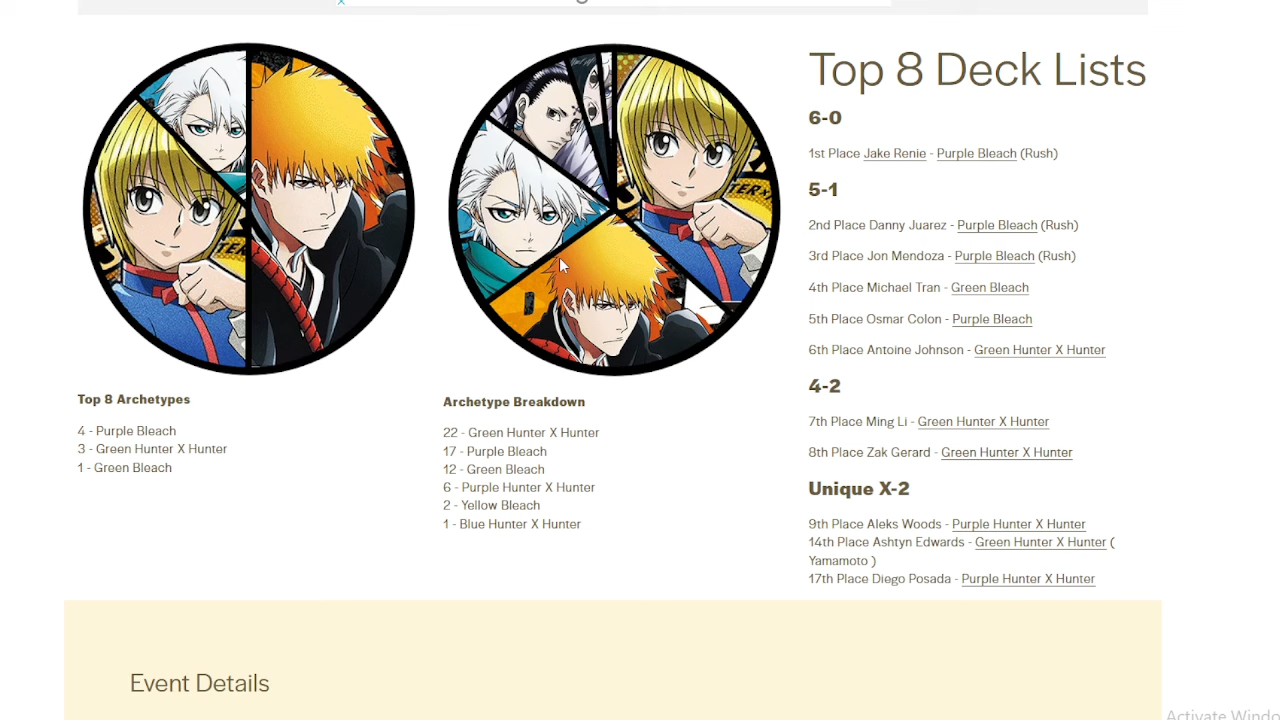 Top 8 Archetypes
4 - Purple Bleach
3 - Green Hunter X Hunter
1 - Green Bleach
Archetype Breakdown
22 - Green Hunter X Hunter
17 - Purple Bleach
12 - Green Bleach
6 - Purple Hunter X Hunter
2 - Yellow Bleach
1 - Blue Hunter X Hunter
Top 8 Deck Lists
6-0
1st Place Jake Renie - Purple Bleach (Rush)
5-1
2nd Place Danny Juarez - Purple Bleach (Rush)
3rd Place Jon Mendoza - Purple Bleach (Rush)
4th Place Michael Tran - Green Bleach
5th Place Osmar Colon - Purple Bleach
6th Place Antoine Johnson - Green Hunter X Hunter
4-2
7th Place Ming Li - Green Hunter X Hunter
8th Place Zak Gerard - Green Hunter X Hunter
Unique X-2
9th Place Aleks Woods - Purple Hunter X Hunter
14th Place Ashtyn Edwards - Green Hunter X Hunter (
Yamamoto )
17th Place Diego Posada - Purple Hunter X Hunter
Event Details
Activate Windo